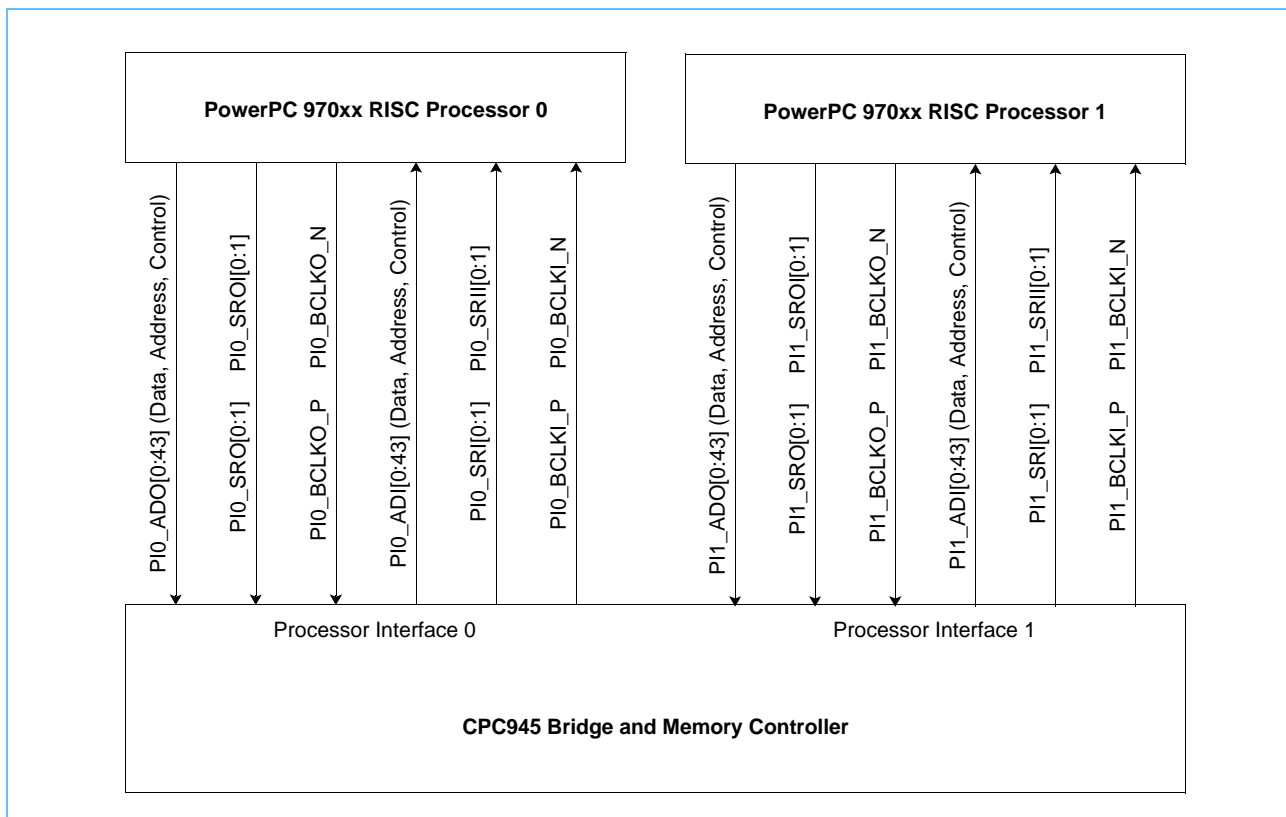 PowerPC 970xx RISC Processor 0
PowerPC 970xx RISC Processor 1
PI0_ADO[0:43] (Data, Address, Control)
PI0_SRO[0:1] PI0_SROI[0:1]
PI0_BCLKO_P PI0_BCLKO_N
PI0_ADI[0:43] (Data, Address, Control)
PI0_SRI[0:1] PI0_SRII[0:1]
PI0_BCLKI_P PI0_BCLKI_N
PI1_ADO[0:43] (Data, Address, Control)
PI1_SRO[0:1] PI1_SROI[0:1]
PI1_BCLKO_P PI1_BCLKO_N
PI1_ADI[0:43] (Data, Address, Control)
PI1_SRI[0:1] PI1_SRII[0:1]
PI1_BCLKI_P PI1_BCLKI_N
Processor Interface 0
Processor Interface 1
CPC945 Bridge and Memory Controller